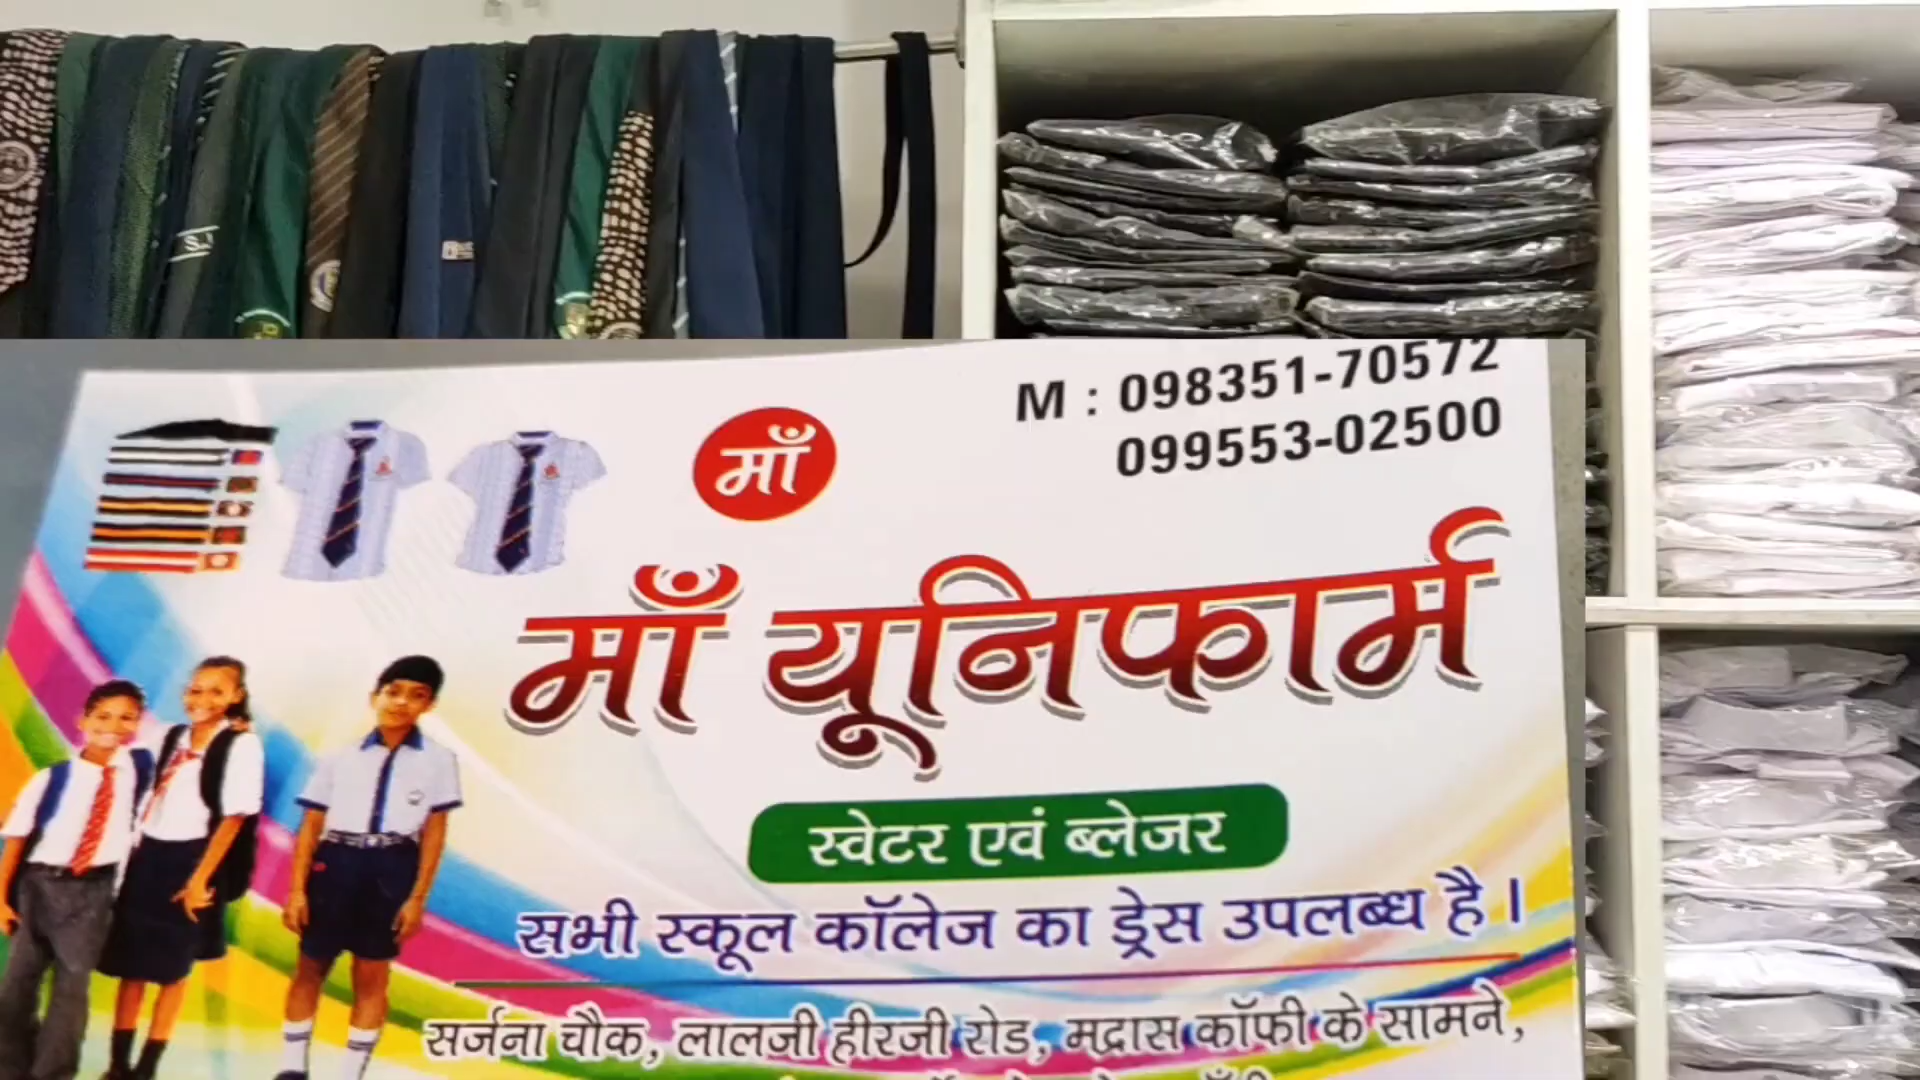 M : 098351-70572
099553-02500
माँ
माँ यूनिफार्म
स्वेटर एवं ब्लेजर
सभी स्कूल कॉलेज का ड्रेस उपलब्ध है।
सर्जना चौक, लालजी हीरजी रोड, मद्रास कॉफी के सामने,